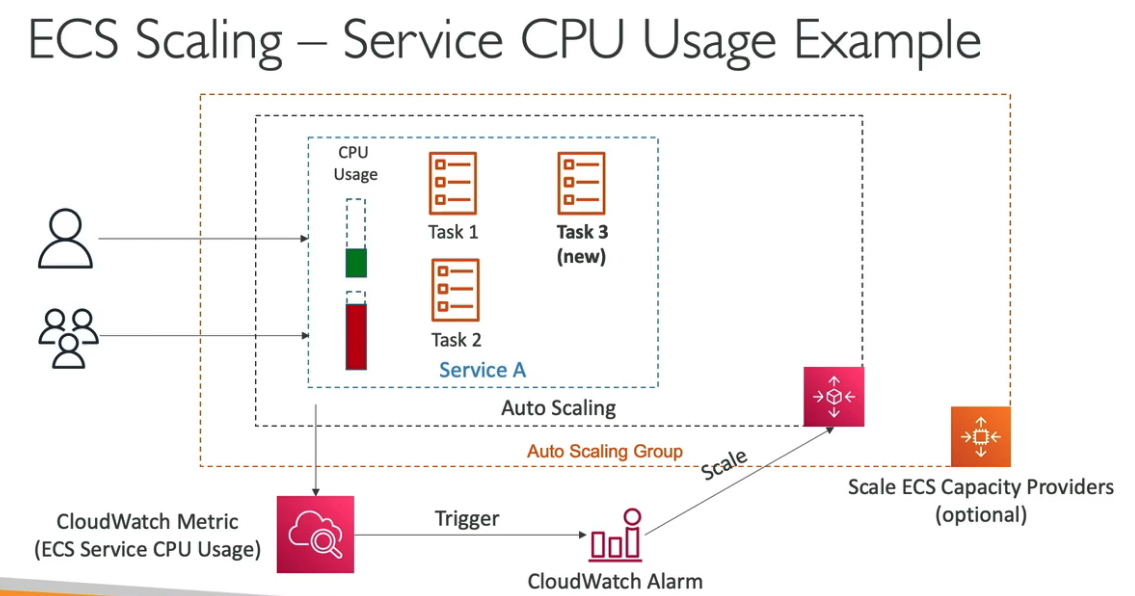 ECS Scaling – Service CPU Usage Example
CPU
Usage
Task 1
Task 3
(new)
Task 2
Service A
Auto Scaling
Auto Scaling Group
Scale
Scale ECS Capacity Providers
(optional)
CloudWatch Metric
(ECS Service CPU Usage)
Trigger
CloudWatch Alarm